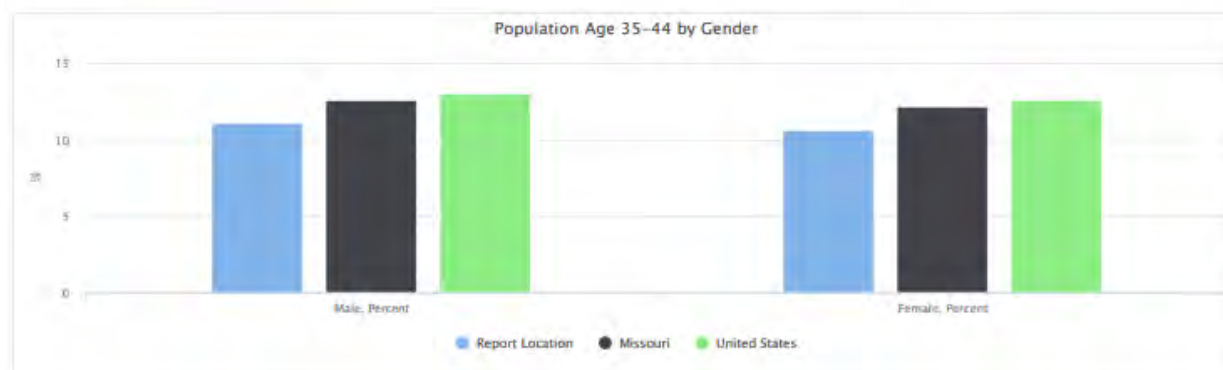 Population Age 35-44 by Gender
15
10
%
5
0
Male, Percent
Female, Percent
Report Location
Missouri
United States